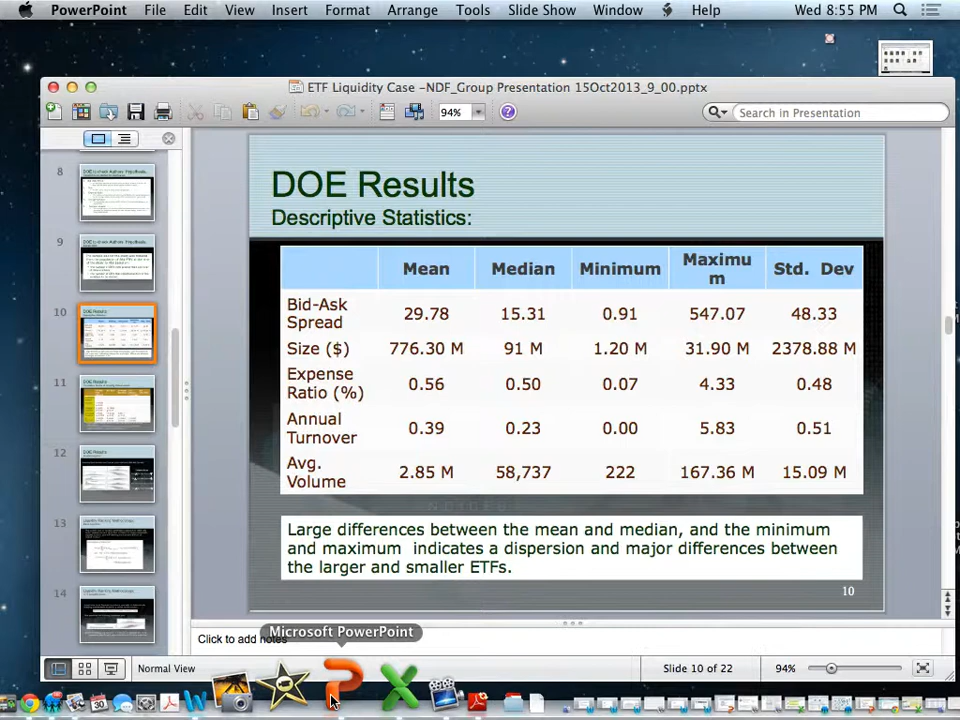 PowerPoint File Edit View Insert Format Arrange Tools Slide Show Window Help Wed 8:55 PM
ETF Liquidity Case -NDF_Group Presentation 15Oct2013_9_00.pptx
94%
Search in Presentation
8
9
10
11
12
13
14
DOE Results
Descriptive Statistics:
Mean Median Minimum Maximu
m Std. Dev
Bid-Ask
Spread 29.78 15.31 0.91 547.07 48.33
Size ($) 776.30 M 91 M 1.20 M 31.90 M 2378.88 M
Expense
Ratio (%) 0.56 0.50 0.07 4.33 0.48
Annual
Turnover 0.39 0.23 0.00 5.83 0.51
Avg.
Volume 2.85 M 58,737 222 167.36 M 15.09 M
Large differences between the mean and median, and the minimum
and maximum indicates a dispersion and major differences between
the larger and smaller ETFs.
10
Click to add notes
Microsoft PowerPoint
Normal View Slide 10 of 22 94%